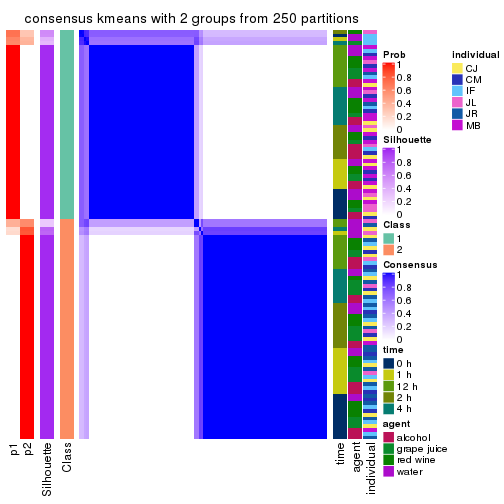 consensus kmeans with 2 groups from 250 partitions
Prob
1
0.8
0.6
0.4
0.2
0
Silhouette
1
0.8
0.6
0.4
0.2
0
Class
1
2
Consensus
1
0.8
0.6
0.4
0.2
0
time
0 h
1 h
12 h
2 h
4 h
agent
alcohol
grape juice
red wine
water
individual
CJ
CM
IF
JL
JR
MB
p1
p2
Silhouette
Class
time
agent
individual